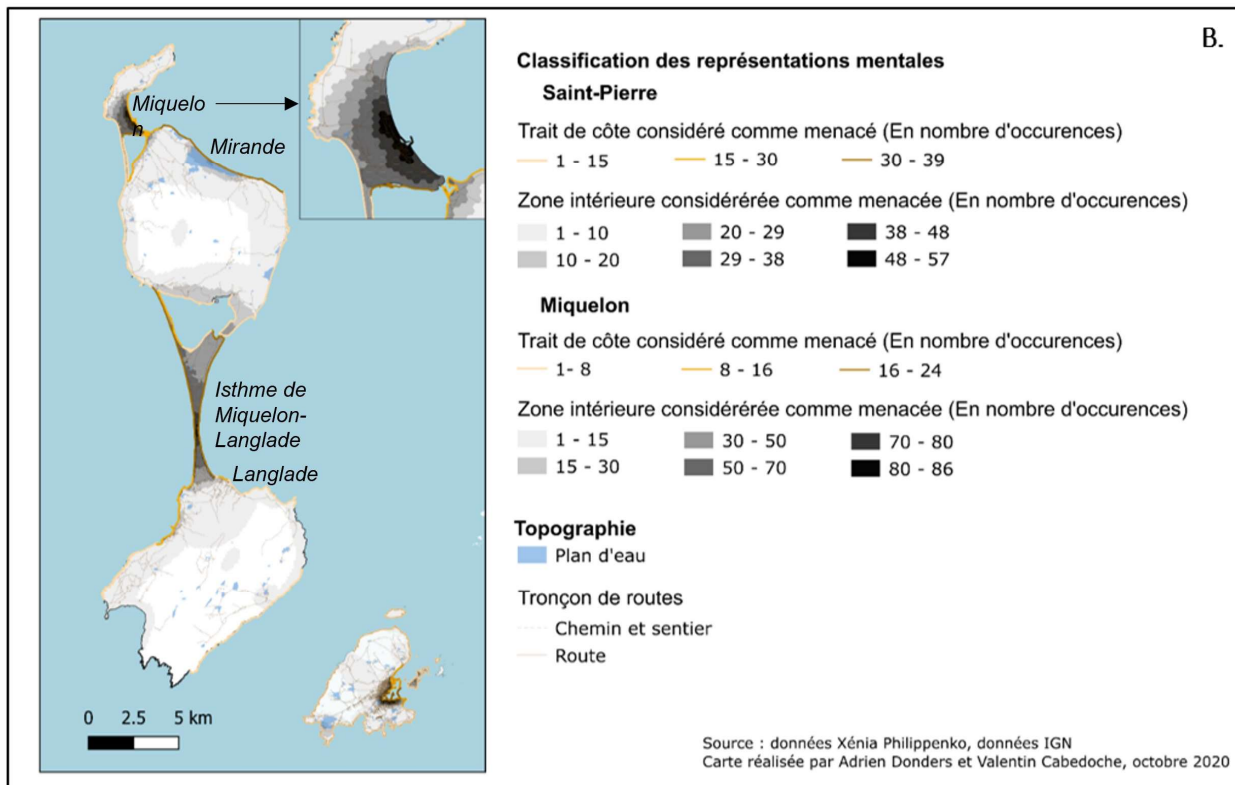 B.
Miquelo
n
Mirande
Isthme de
Miquelon-
Langlade
Langlade
0 2.5 5 km
Classification des représentations mentales
Saint-Pierre
Trait de côte considéré comme menacé (En nombre d'occurences)
1 - 15 15 - 30 30 - 39
Zone intérieure considérérée comme menacée (En nombre d'occurences)
1 - 10 20 - 29 38 - 48
10 - 20 29 - 38 48 - 57
Miquelon
Trait de côte considéré comme menacé (En nombre d'occurences)
1- 8 8 - 16 16 - 24
Zone intérieure considérérée comme menacée (En nombre d'occurences)
1 - 15 30 - 50 70 - 80
15 - 30 50 - 70 80 - 86
Topographie
Plan d'eau
Tronçon de routes
Chemin et sentier
Route
Source : données Xénia Philippenko, données IGN
Carte réalisée par Adrien Donders et Valentin Cabedoche, octobre 2020